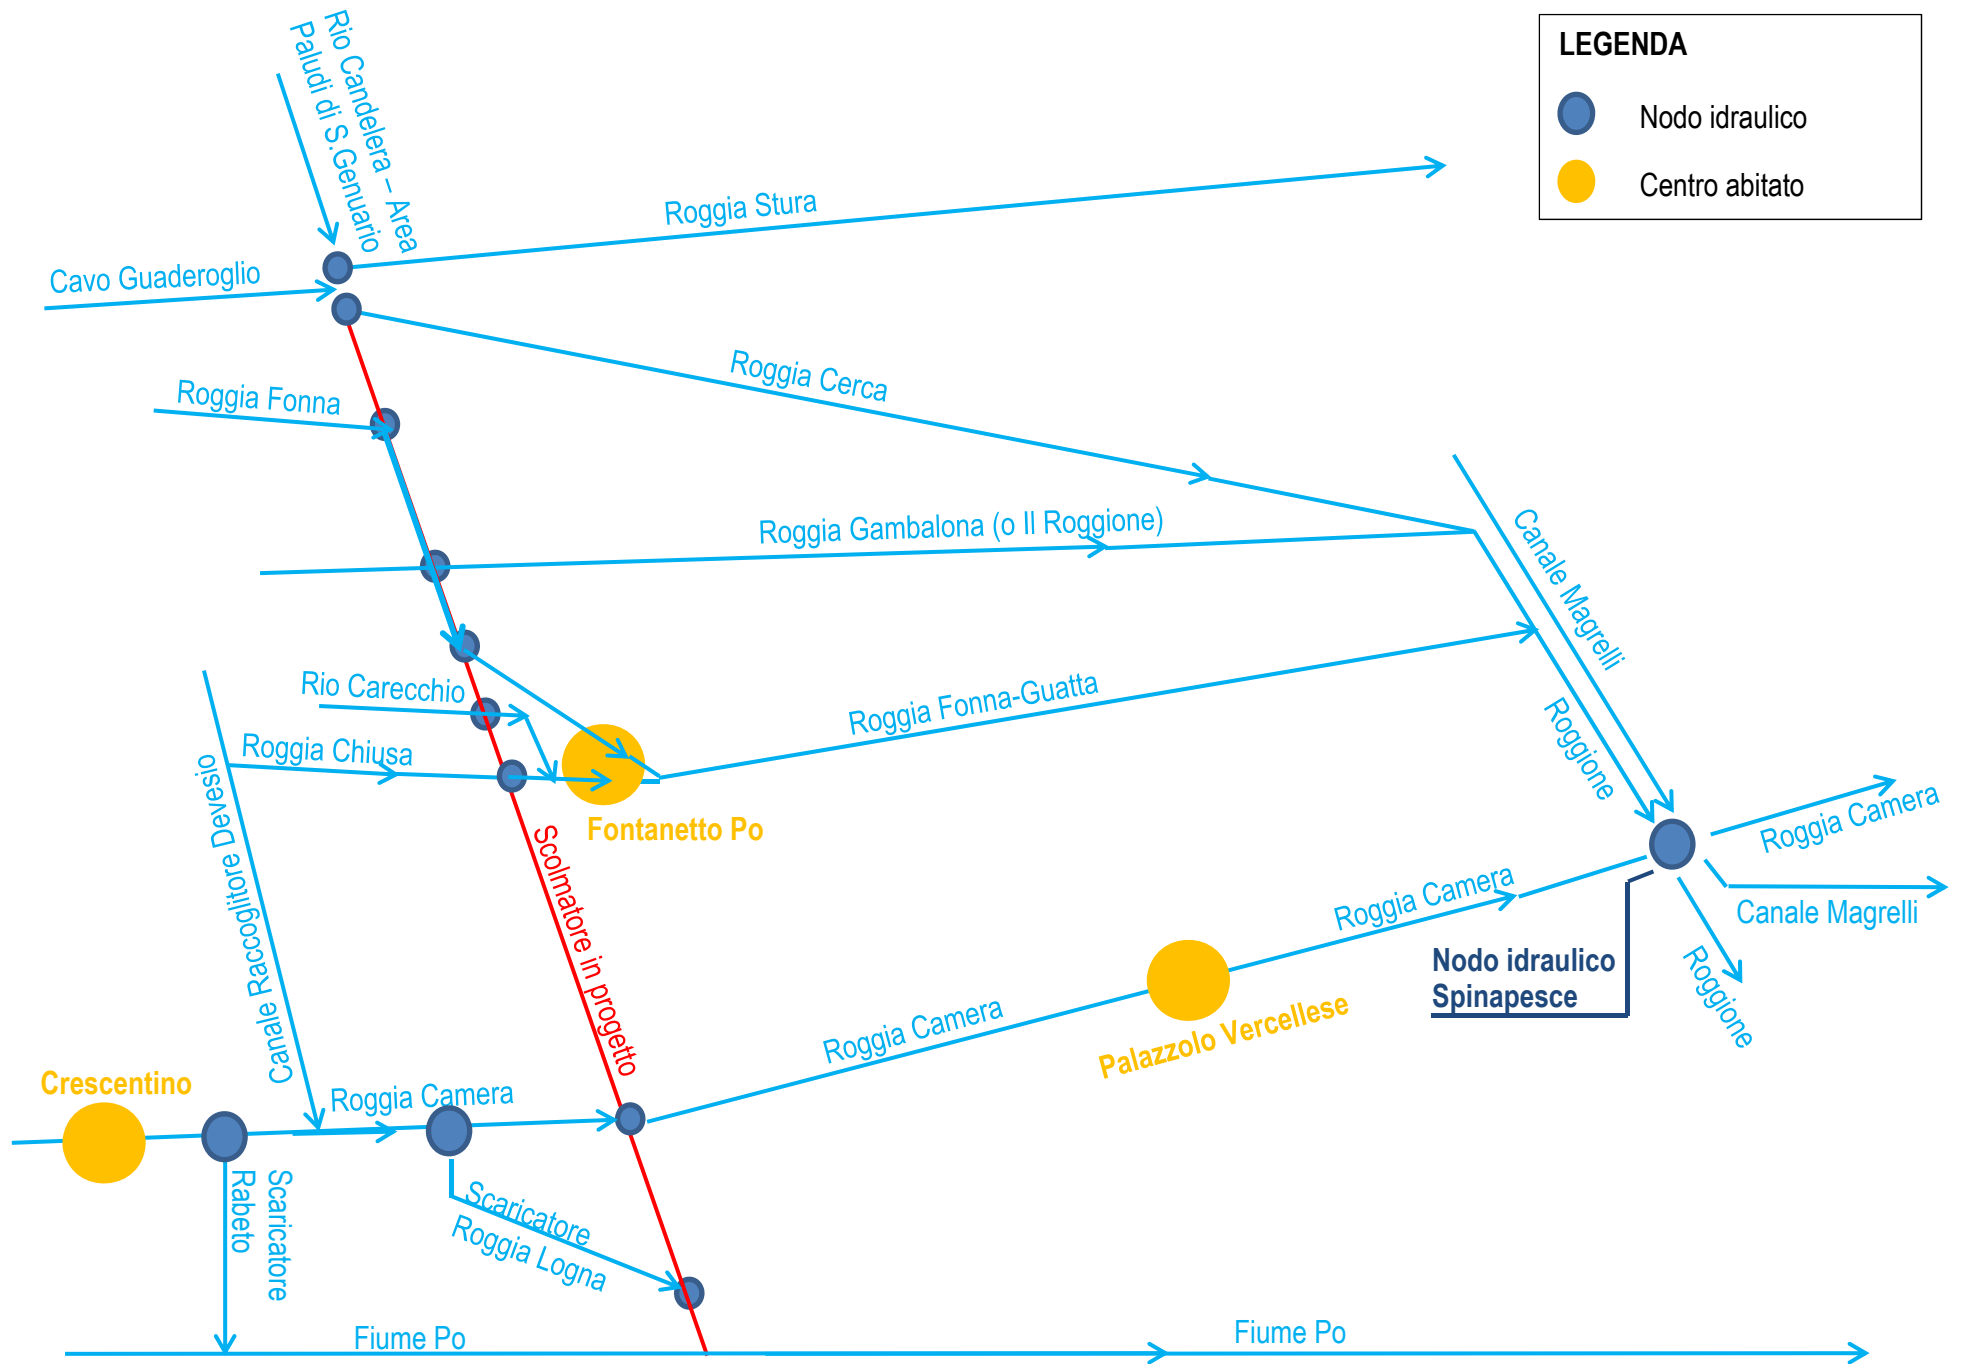 Rio Candelera – Area
Paludi di S.Genuario
LEGENDA
Nodo idraulico
Centro abitato
Roggia Stura
Cavo Guaderoglio
Roggia Cerca
Roggia Fonna
Roggia Gambalona (o Il Roggione)
Canale Magrelli
Rio Carecchio
Roggia Fonna-Guatta
Roggia Chiusa
Roggione
Canale Raccoglitore Devesio
Fontanetto Po
Scolmatore in progetto
Roggia Camera
Roggia Camera
Canale Magrelli
Nodo idraulico
Spinapesce
Roggione
Roggia Camera
Palazzolo Vercellese
Crescentino
Roggia Camera
Scaricatore
Rabeto
Scaricatore
Roggia Logna
Fiume Po
Fiume Po